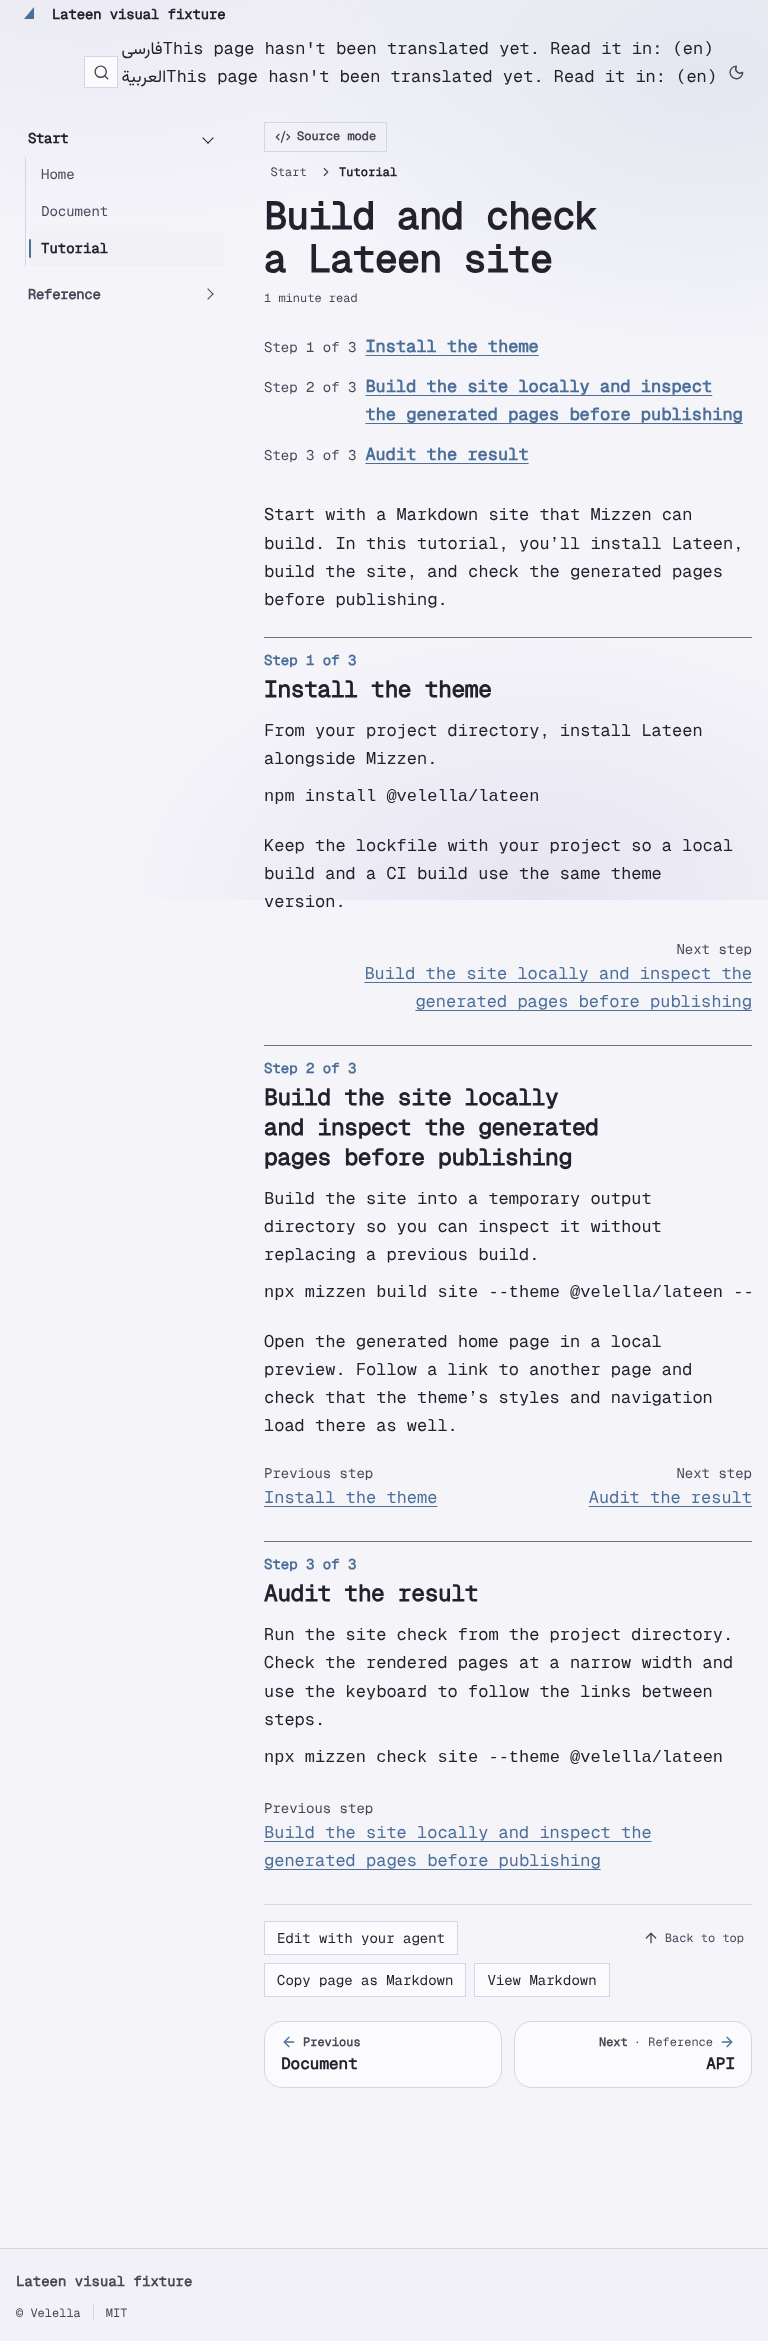 Lateen visual fixture
فارسی This page hasn't been translated yet. Read it in: (en)
العربية This page hasn't been translated yet. Read it in: (en)
Start
Home
Document
Tutorial
Reference
Source mode
Start > Tutorial
Build and check
a Lateen site
1 minute read
Step 1 of 3 Install the theme
Step 2 of 3 Build the site locally and inspect
the generated pages before publishing
Step 3 of 3 Audit the result
Start with a Markdown site that Mizzen can
build. In this tutorial, you’ll install Lateen,
build the site, and check the generated pages
before publishing.
Step 1 of 3
Install the theme
From your project directory, install Lateen
alongside Mizzen.
npm install @velella/lateen
Keep the lockfile with your project so a local
build and a CI build use the same theme
version.
Next step
Build the site locally and inspect the
generated pages before publishing
Step 2 of 3
Build the site locally
and inspect the generated
pages before publishing
Build the site into a temporary output
directory so you can inspect it without
replacing a previous build.
npx mizzen build site --theme @velella/lateen --
Open the generated home page in a local
preview. Follow a link to another page and
check that the theme’s styles and navigation
load there as well.
Previous step
Install the theme
Next step
Audit the result
Step 3 of 3
Audit the result
Run the site check from the project directory.
Check the rendered pages at a narrow width and
use the keyboard to follow the links between
steps.
npx mizzen check site --theme @velella/lateen
Previous step
Build the site locally and inspect the
generated pages before publishing
Edit with your agent
↑ Back to top
Copy page as Markdown
View Markdown
← Previous
Document
Next · Reference →
API
Lateen visual fixture
© Velella | MIT